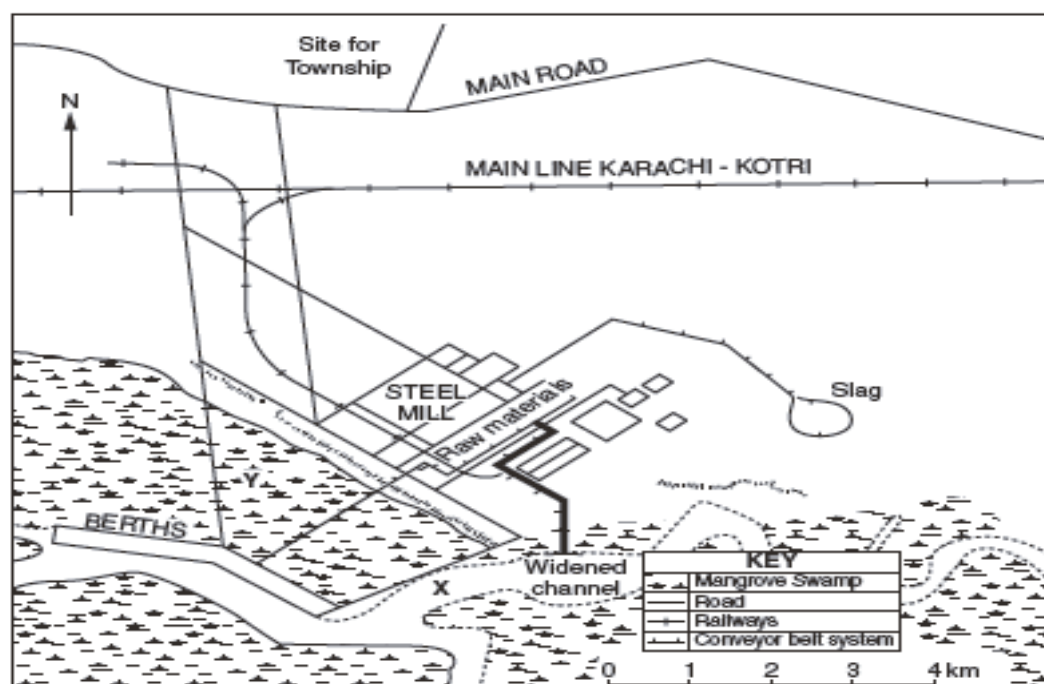 Site for
Township
MAIN ROAD
N
MAIN LINE KARACHI - KOTRI
STEEL
MILL
Raw materials
Slag
Y
BERTHS
Widened
channel
X
KEY
Mangrove Swamp
Road
Railways
Conveyor belt system
0 1 2 3 4 km